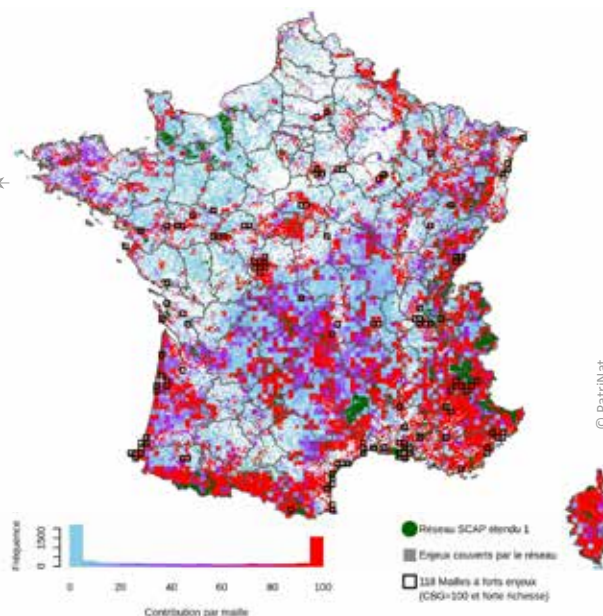 © PatriNat
Fréquence
0 1500
0 20 40 60 80 100
Contribution par maille
Réseau SCAP étendu 1
Enjeux couverts par le réseau
118 Mailles à forts enjeux
(CSG=100 et forte richesse)